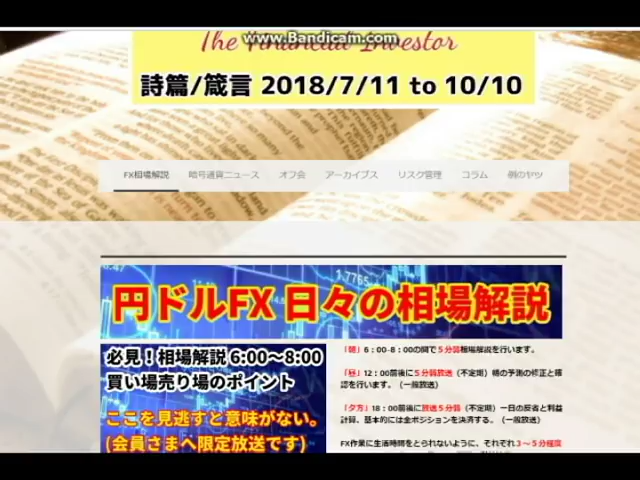 www.Bandicam.com
The Financial Investor
詩篇/箴言 2018/7/11 to 10/10
FX相場解説 暗号通貨ニュース オフ会 アーカイブス リスク管理 コラム 例のヤツ
円ドルFX 日々の相場解説
必見！相場解説 6:00～8:00
買い場売り場のポイント
ここを見逃すと意味がない。
(会員さまへ限定放送です)
「朝」6：00-8：00の間で５分弱相場解説を行います。
「昼」12：00前後に５分弱放送（不定期）朝の予測の修正と確
認を行います。（一般放送）
「夕方」18：00前後に放送５分弱（不定期）一日の反省と利益
計算、基本的には全ポジションを決済する。（一般放送）
FX作業に生活時間をとられないように、それぞれ３～５分程度